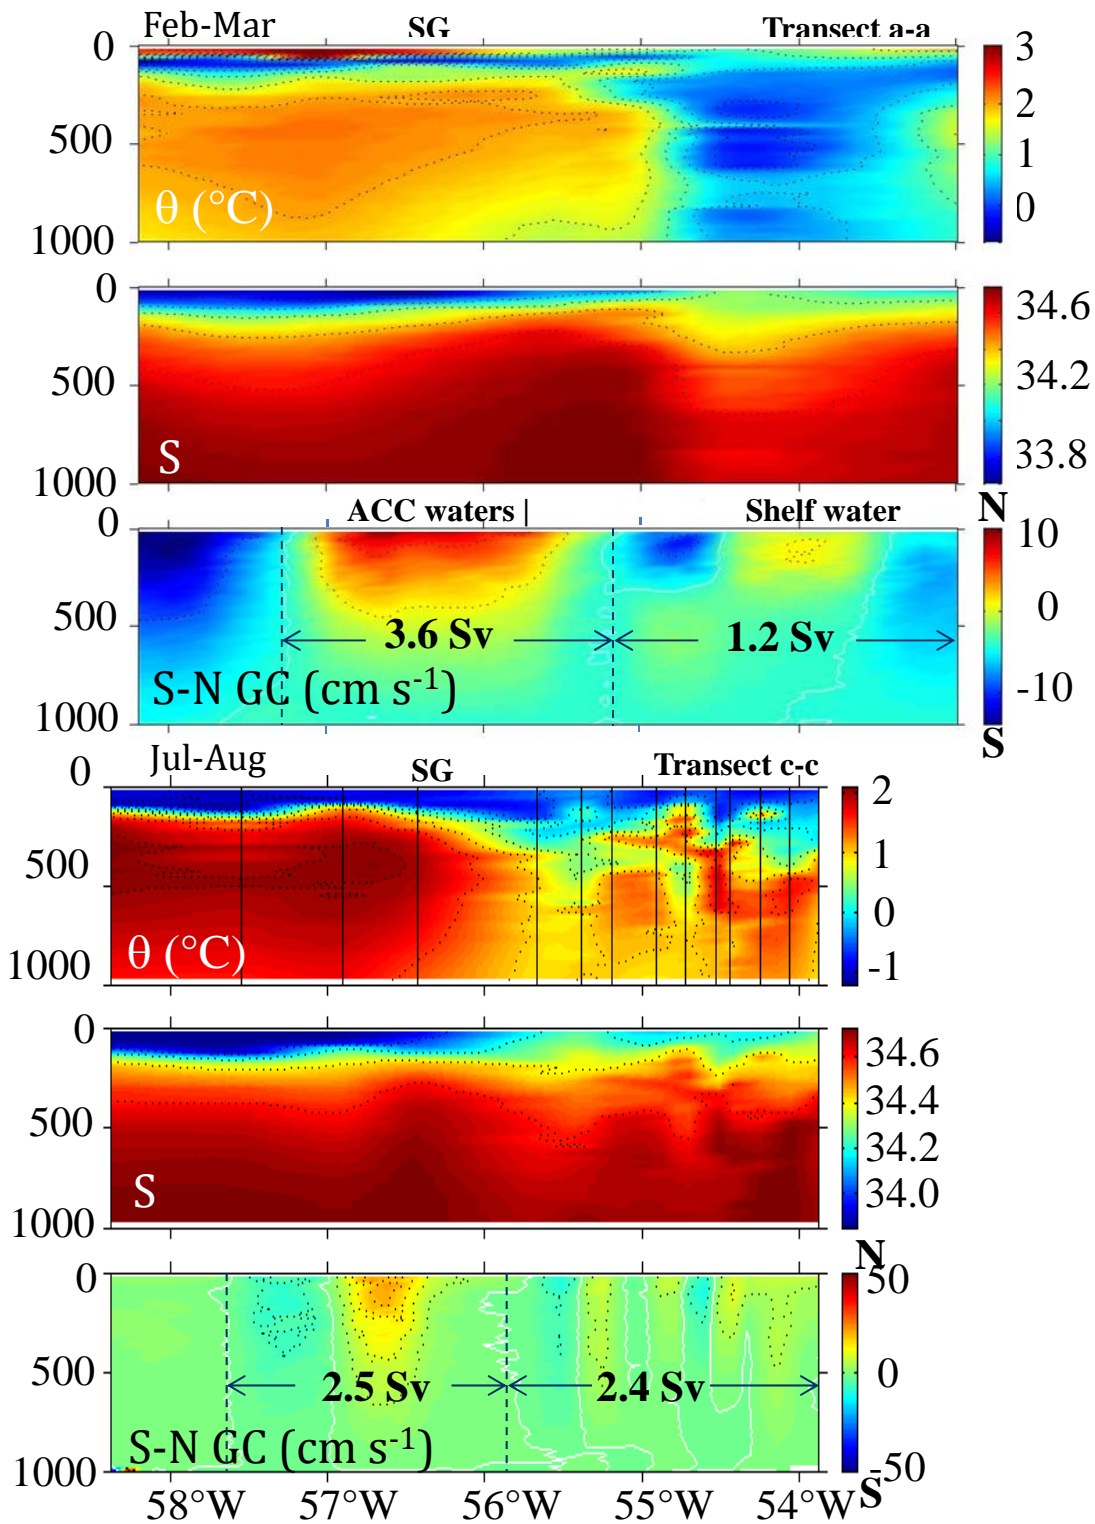 Feb-Mar SG Transect a-a
0
500
1000
θ (°C)
3
2
1
0
0
500
1000
S
34.6
34.2
33.8
ACC waters | Shelf water N
0
500
1000
3.6 Sv 1.2 Sv
S-N GC (cm s⁻¹)
10
0
-10
S
Jul-Aug SG Transect c-c
0
500
1000
θ (°C)
2
1
0
-1
0
500
1000
S
34.6
34.4
34.2
34.0
N
0
500
1000
2.5 Sv 2.4 Sv
S-N GC (cm s⁻¹)
50
0
-50
S
58°W 57°W 56°W 55°W 54°W